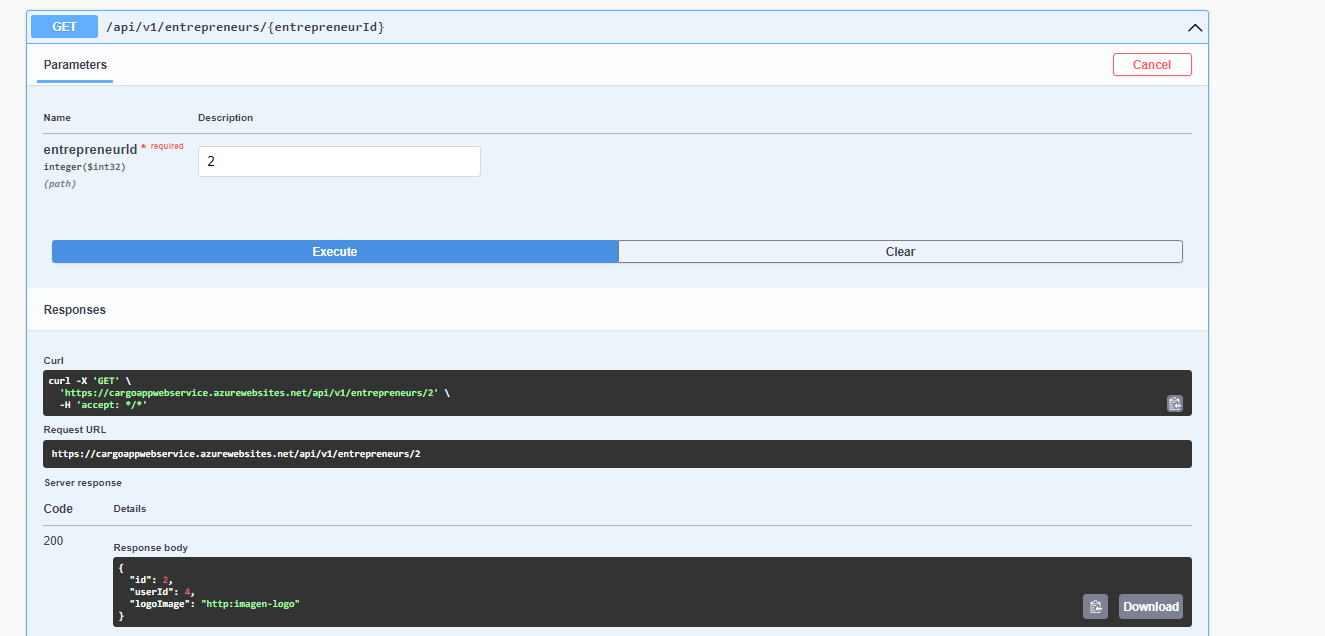 GET /api/v1/entrepreneurs/{entrepreneurId}
Parameters
Cancel
Name Description
entrepreneurId * required
integer($int32)
(path)
2
Execute Clear
Responses
Curl
curl -X 'GET' \
'https://cargoappwebservice.azurewebsites.net/api/v1/entrepreneurs/2' \
-H 'accept: */*'
Request URL
https://cargoappwebservice.azurewebsites.net/api/v1/entrepreneurs/2
Server response
Code Details
200
Response body
{
"id": 2,
"userId": 4,
"logoImage": "http:imagen-logo"
}
Download